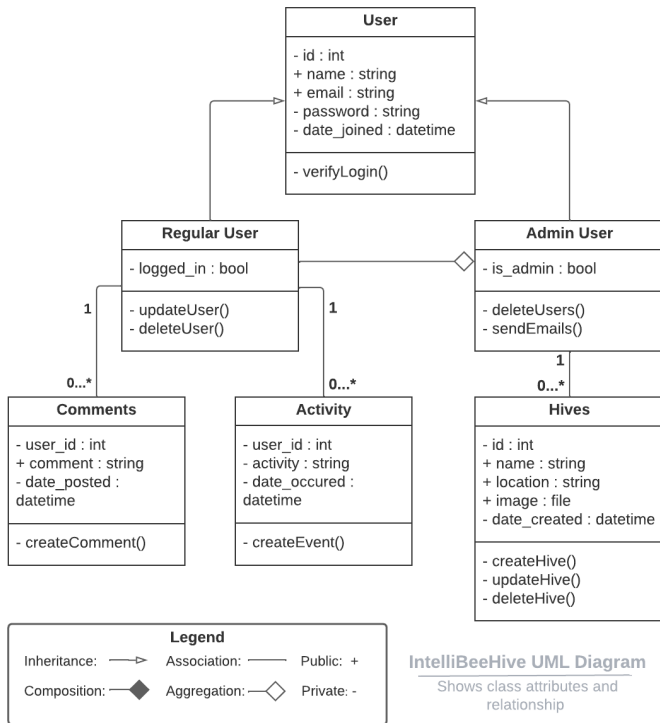 User
- id : int
+ name : string
+ email : string
- password : string
- date_joined : datetime
- verifyLogin()
Regular User
- logged_in : bool
- updateUser()
- deleteUser()
Admin User
- is_admin : bool
- deleteUsers()
- sendEmails()
1
0...*
1
0...*
1
0...*
Comments
- user_id : int
+ comment : string
- date_posted :
datetime
- createComment()
Activity
- user_id : int
- activity : string
- date_occured :
datetime
- createEvent()
Hives
- id : int
+ name : string
+ location : string
+ image : file
- date_created : datetime
- createHive()
- updateHive()
- deleteHive()
Legend
Inheritance: Association: Public: +
Composition: Aggregation: Private: -
IntelliBeeHive UML Diagram
Shows class attributes and
relationship